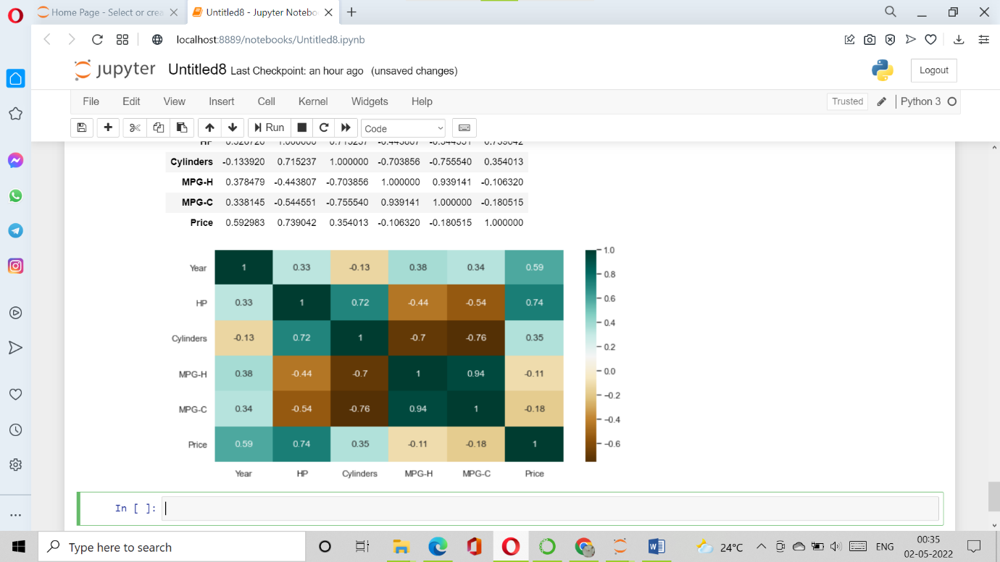 Home Page - Select or crea
Untitled8 - Jupyter Notebo
localhost:8889/notebooks/Untitled8.ipynb
jupyter Untitled8 Last Checkpoint: an hour ago (unsaved changes)
Logout
File Edit View Insert Cell Kernel Widgets Help
Trusted Python 3
Run Code
Cylinders -0.133920 0.715237 1.000000 -0.703856 -0.755540 0.354013
MPG-H 0.378479 -0.443807 -0.703856 1.000000 0.939141 -0.106320
MPG-C 0.338145 -0.544551 -0.755540 0.939141 1.000000 -0.180515
Price 0.592983 0.739042 0.354013 -0.106320 -0.180515 1.000000
1.0
Year 1 0.33 -0.13 0.38 0.34 0.59
0.8
HP 0.33 1 0.72 -0.44 -0.54 0.74
0.6
0.4
Cylinders -0.13 0.72 1 -0.7 -0.76 0.35
0.2
MPG-H 0.38 -0.44 -0.7 1 0.94 -0.11
0.0
-0.2
MPG-C 0.34 -0.54 -0.76 0.94 1 -0.18
-0.4
Price 0.59 0.74 0.35 -0.11 -0.18 1
-0.6
Year HP Cylinders MPG-H MPG-C Price
In [ ]:
Type here to search
24°C
ENG
00:35
02-05-2022